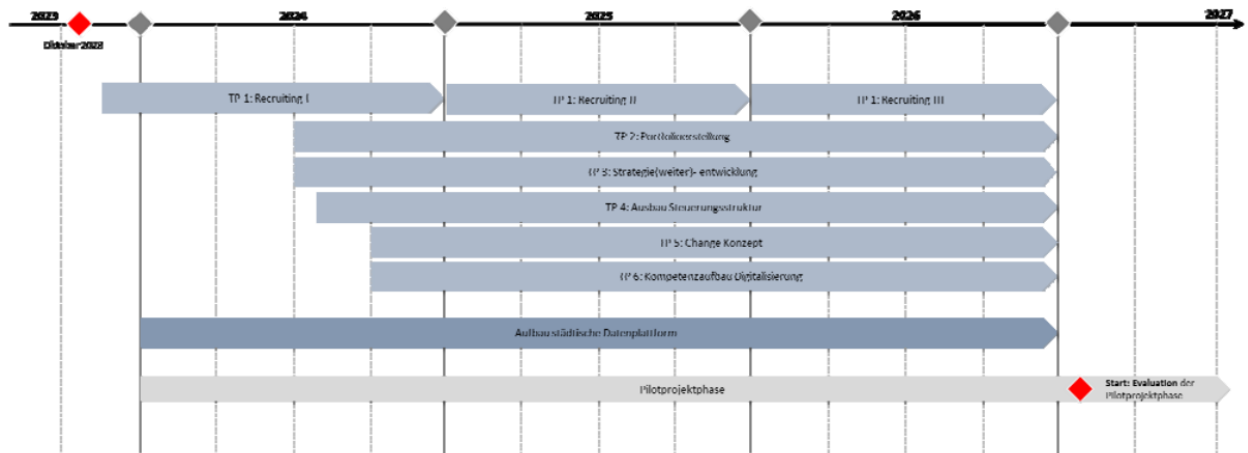 2023 2024 2025 2026 2027
Oktober 2023
TP 1: Recruiting I
TP 1: Recruiting II
TP 1: Recruiting III
TP 2: Portfolioerstellung
TP 3: Strategie(weiter)- entwicklung
TP 4: Ausbau Steuerungsstruktur
TP 5: Change Konzept
TP 6: Kompetenzaufbau Digitalisierung
Aufbau städtische Datenplattform
Pilotprojektphase
Start: Evaluation der
Pilotprojektphase